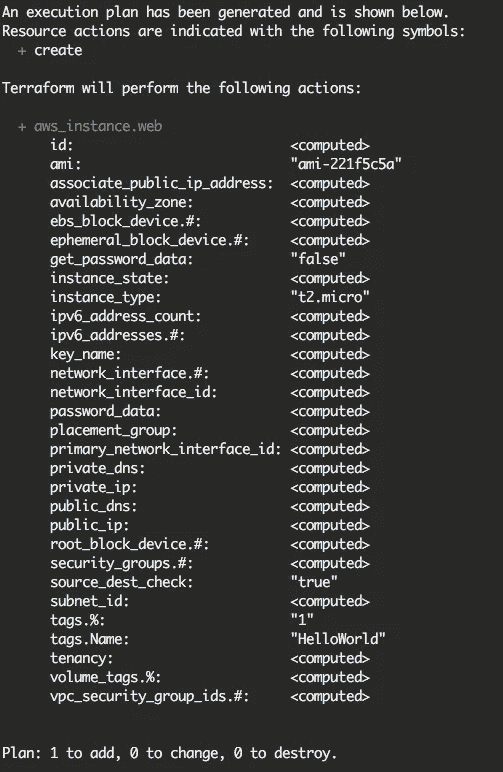 An execution plan has been generated and is shown below.
Resource actions are indicated with the following symbols:
  + create

Terraform will perform the following actions:

  + aws_instance.web
      id:                           <computed>
      ami:                          "ami-221f5c5a"
      associate_public_ip_address:  <computed>
      availability_zone:            <computed>
      ebs_block_device.#:           <computed>
      ephemeral_block_device.#:     <computed>
      get_password_data:            "false"
      instance_state:               <computed>
      instance_type:                "t2.micro"
      ipv6_address_count:           <computed>
      ipv6_addresses.#:             <computed>
      key_name:                     <computed>
      network_interface.#:          <computed>
      network_interface_id:         <computed>
      password_data:                <computed>
      placement_group:              <computed>
      primary_network_interface_id: <computed>
      private_dns:                  <computed>
      private_ip:                   <computed>
      public_dns:                   <computed>
      public_ip:                    <computed>
      root_block_device.#:          <computed>
      security_groups.#:            <computed>
      source_dest_check:            "true"
      subnet_id:                    <computed>
      tags.%:                       "1"
      tags.Name:                    "HelloWorld"
      tenancy:                      <computed>
      volume_tags.%:                <computed>
      vpc_security_group_ids.#:     <computed>

Plan: 1 to add, 0 to change, 0 to destroy.